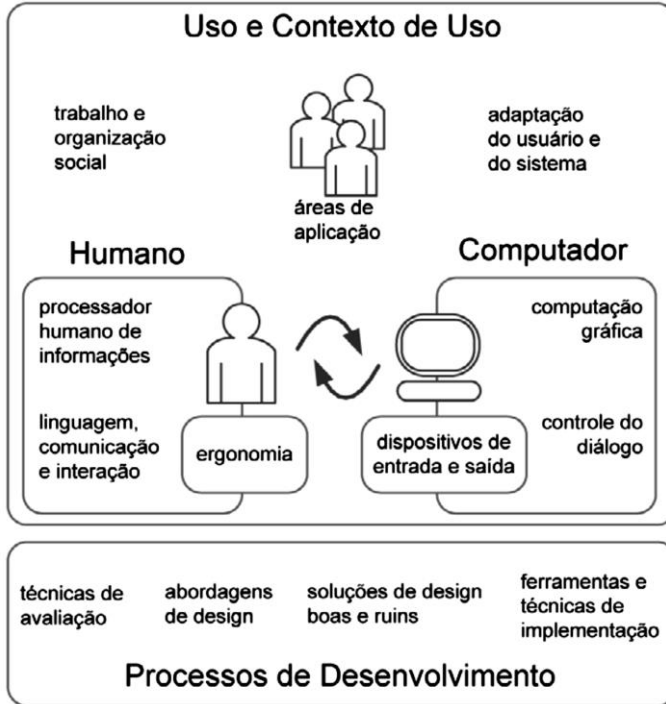 Uso e Contexto de Uso
trabalho e
organização
social
adaptação
do usuário e
do sistema
áreas de
aplicação
Humano
Computador
processador
humano de
informações
computação
gráfica
linguagem,
comunicação
e interação
ergonomia
dispositivos de
entrada e saída
controle do
diálogo
técnicas de
avaliação
abordagens
de design
soluções de design
boas e ruins
ferramentas e
técnicas de
implementação
Processos de Desenvolvimento